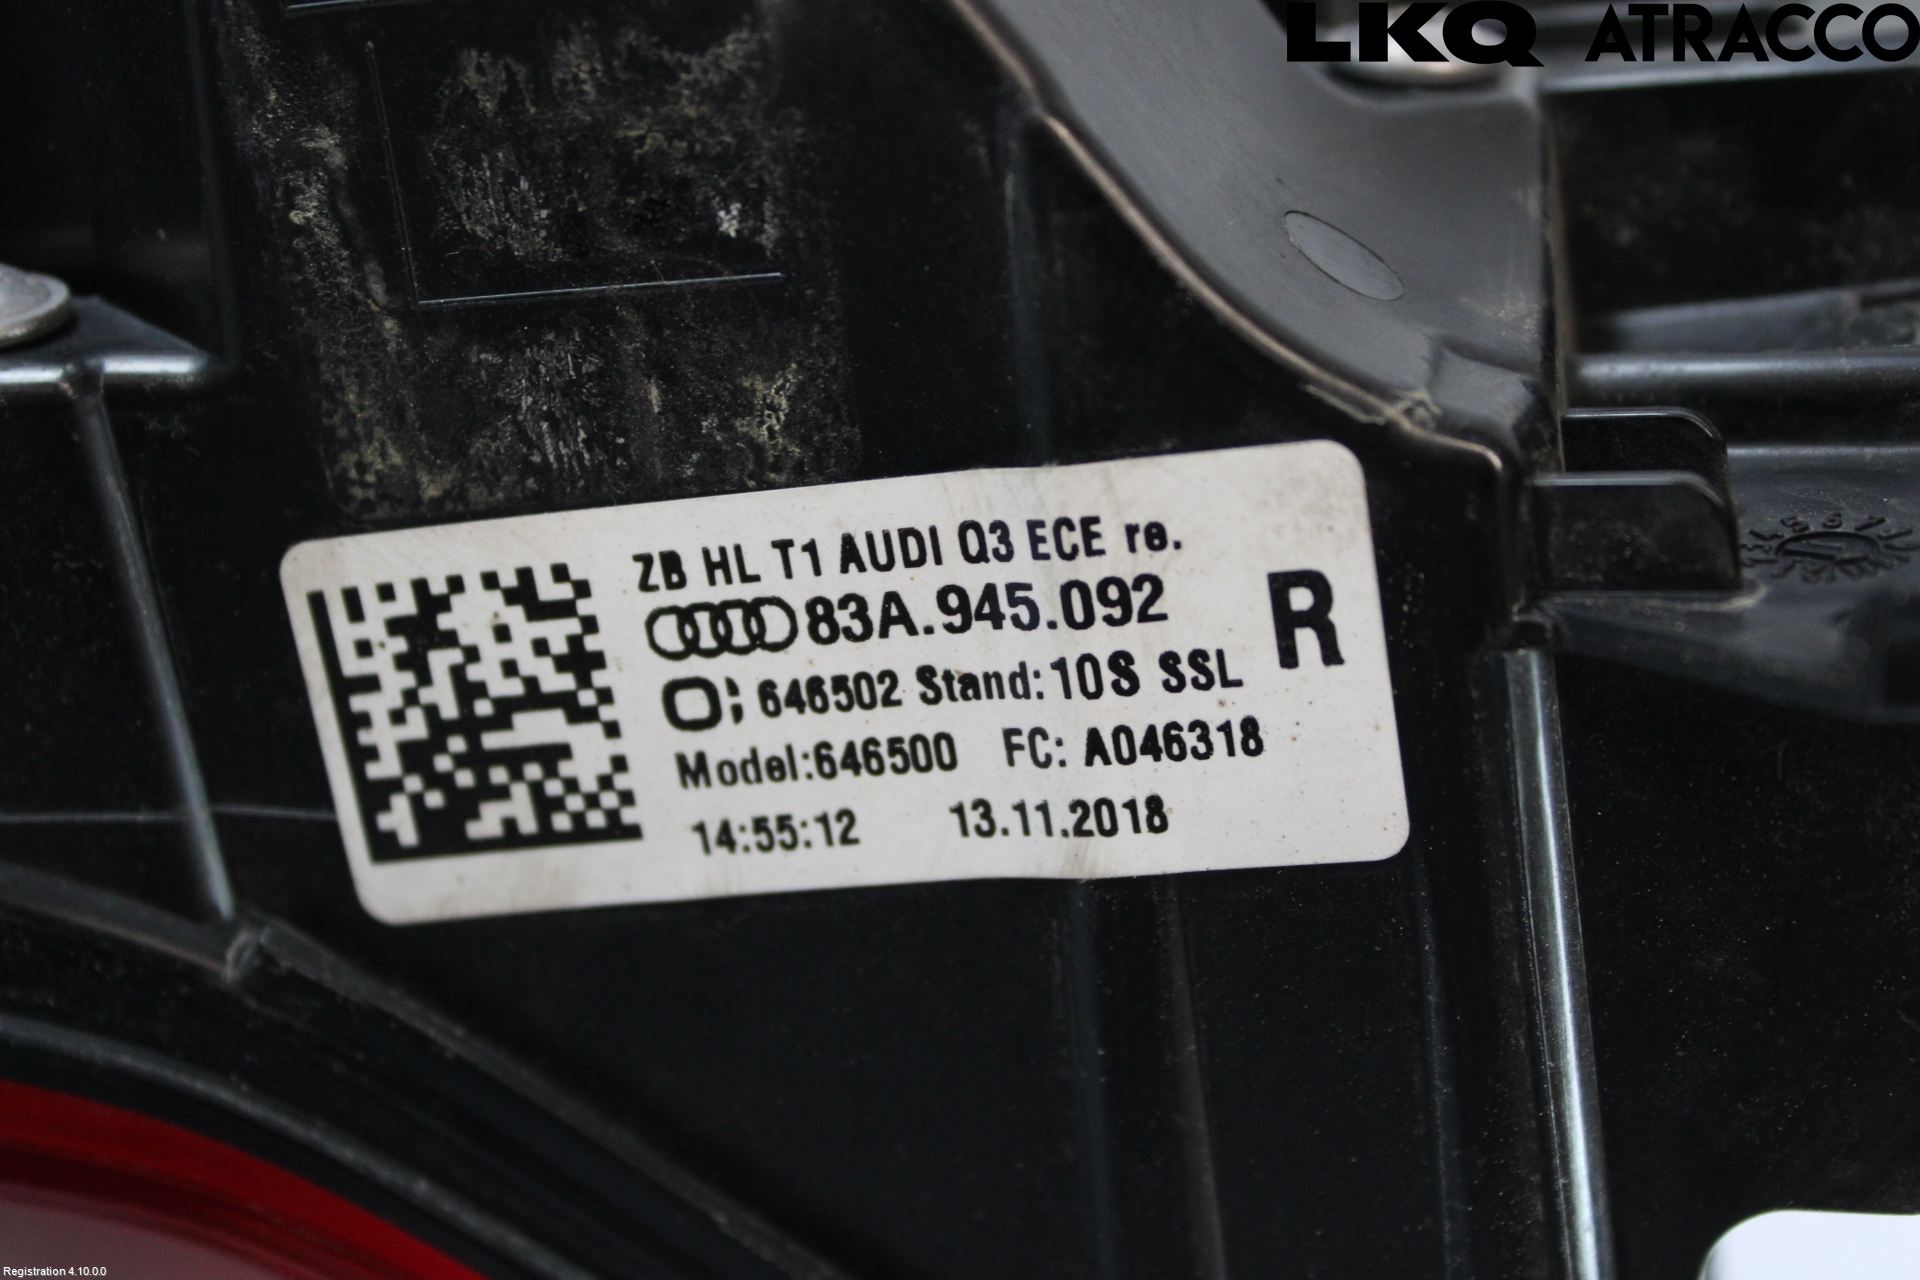 LKQ ATRACCO
ZB HL T1 AUDI Q3 ECE re.
83A.945.092
R
646502 Stand: 10S SSL
Model:646500 FC: A046318
14:55:12 13.11.2018
Registration 4.10.0.0